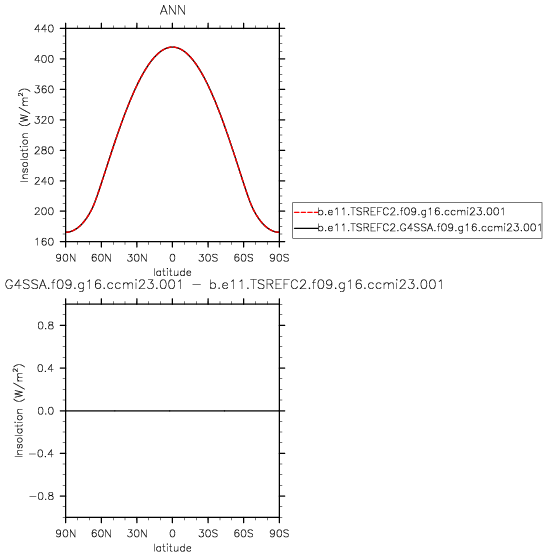 ANN
440
400
360
320
280
240
200
160
Insolation (W/m²)
90N 60N 30N 0 30S 60S 90S
latitude
b.e11.TSREFC2.f09.g16.ccmi23.001
b.e11.TSREFC2.G4SSA.f09.g16.ccmi23.001
G4SSA.f09.g16.ccmi23.001 − b.e11.TSREFC2.f09.g16.ccmi23.001
0.8
0.4
0.0
−0.4
−0.8
Insolation (W/m²)
90N 60N 30N 0 30S 60S 90S
latitude